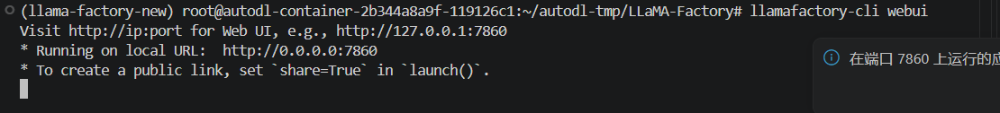 (llama-factory-new) root@autodl-container-2b344a8a9f-119126c1:~/autodl-tmp/LLaMA-Factory# llamafactory-cli webui
Visit http://ip:port for Web UI, e.g., http://127.0.0.1:7860
* Running on local URL:  http://0.0.0.0:7860
* To create a public link, set `share=True` in `launch()`.
在端口 7860 上运行的应